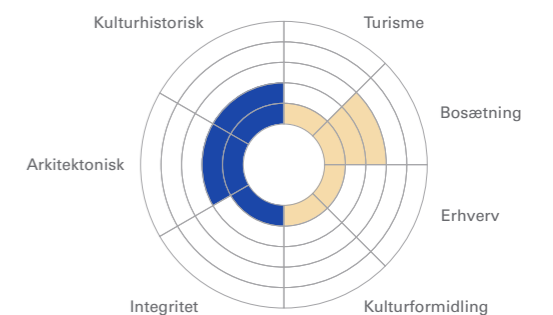 Kulturhistorisk
Turisme
Bosætning
Arkitektonisk
Erhverv
Integritet
Kulturformidling